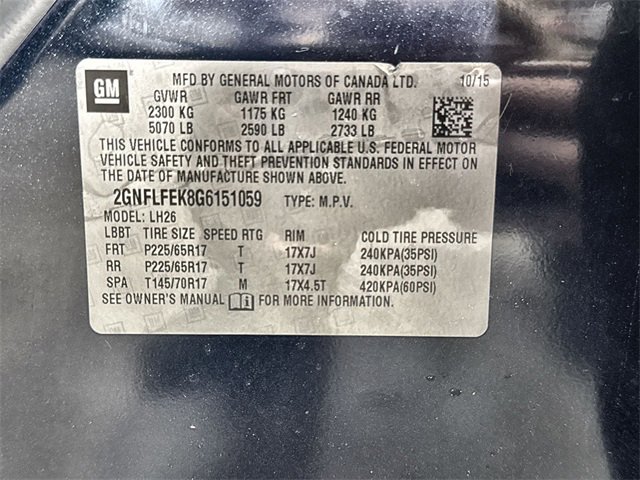 GM
MFD BY GENERAL MOTORS OF CANADA LTD. 10/15
GVWR GAWR FRT GAWR RR
2300 KG 1175 KG 1240 KG
5070 LB 2590 LB 2733 LB
THIS VEHICLE CONFORMS TO ALL APPLICABLE U.S. FEDERAL MOTOR
VEHICLE SAFETY AND THEFT PREVENTION STANDARDS IN EFFECT ON
THE DATE OF MANUFACTURE SHOWN ABOVE.
2GNFLFEK8G6151059 TYPE: M.P.V.
MODEL: LH26
LBBT TIRE SIZE SPEED RTG RIM COLD TIRE PRESSURE
FRT P225/65R17 T 17X7J 240KPA(35PSI)
RR P225/65R17 T 17X7J 240KPA(35PSI)
SPA T145/70R17 M 17X4.5T 420KPA(60PSI)
SEE OWNER'S MANUAL FOR MORE INFORMATION